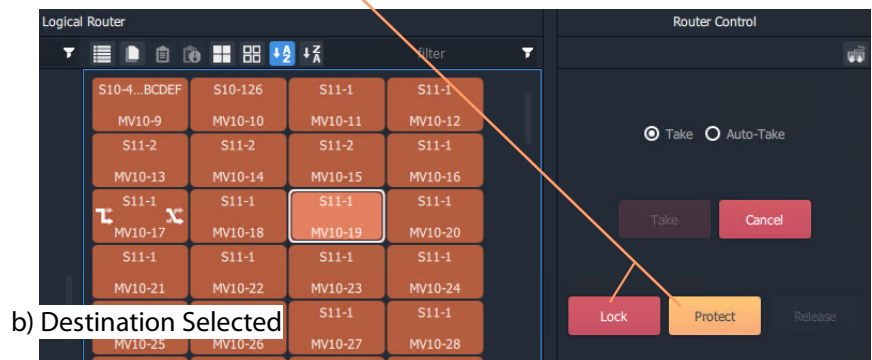 Logical Router
Router Control
filter
S10-4...BCDEF S10-126 S11-1 S11-1
MV10-9 MV10-10 MV10-11 MV10-12
Take Auto-Take
S11-2 S11-2 S11-2 S11-1
MV10-13 MV10-14 MV10-15 MV10-16
S11-1 S11-1 S11-1 S11-1
MV10-17 MV10-18 MV10-19 MV10-20
Take Cancel
S11-1 S11-1 S11-1 S11-1
MV10-21 MV10-22 MV10-23 MV10-24
S11-1 S11-1
Lock Protect Release
b) Destination Selected
MV10-25 MV10-26 MV10-27 MV10-28